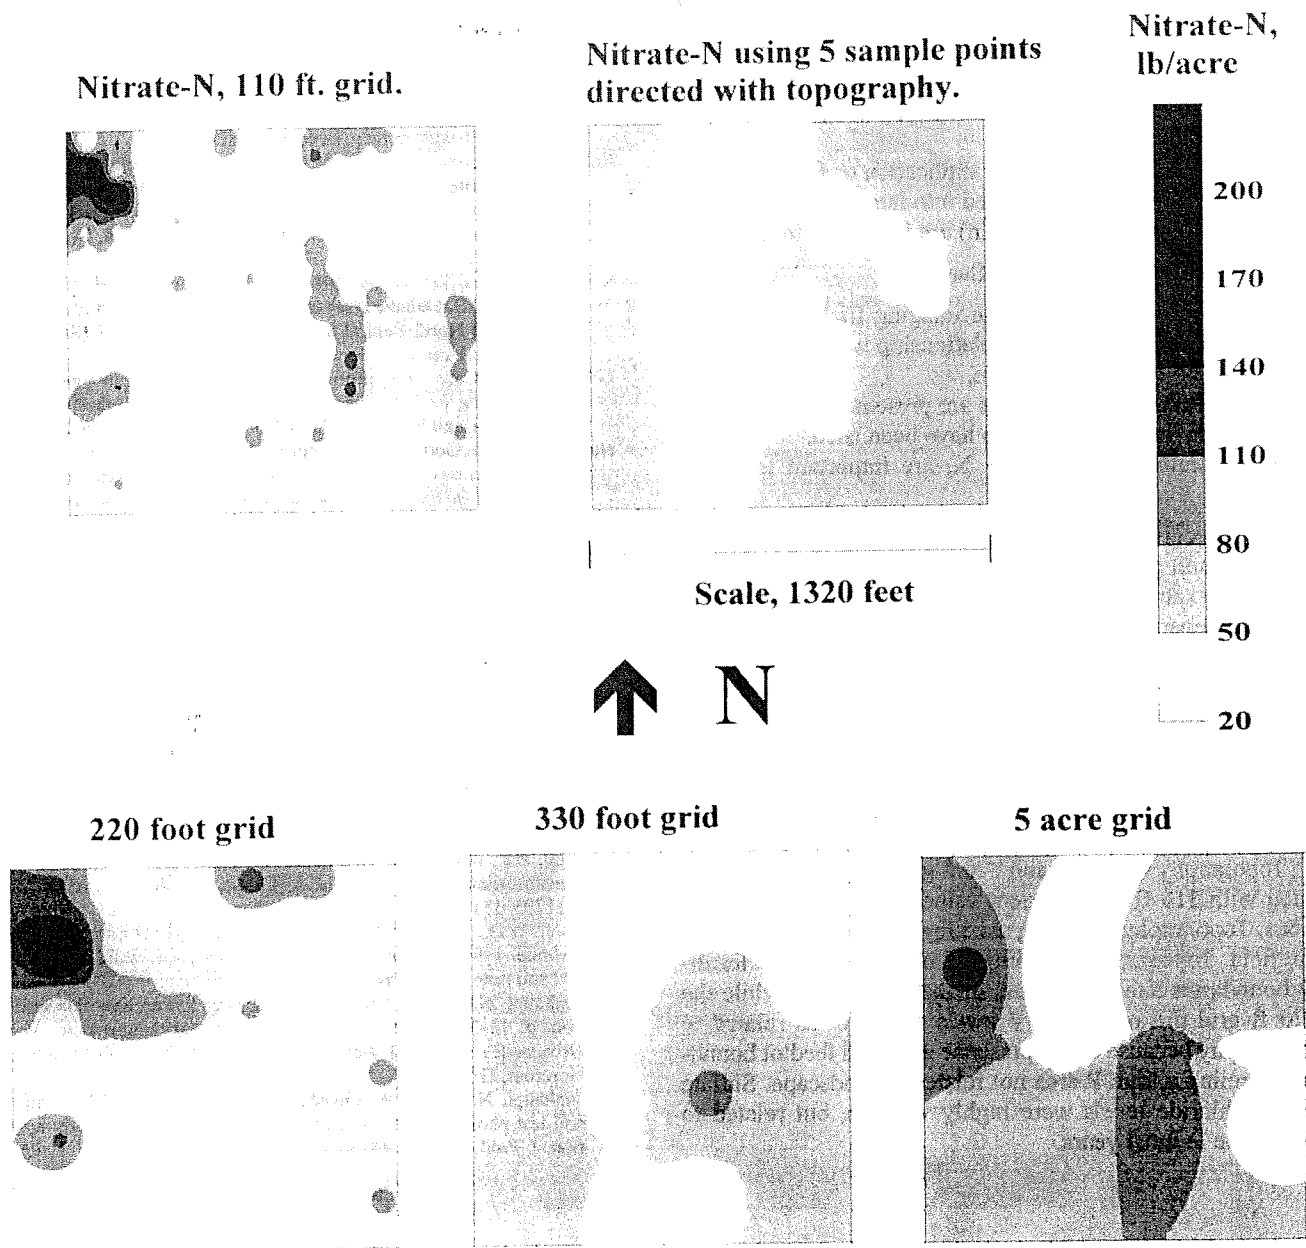 Nitrate-N, 110 ft. grid.
Nitrate-N using 5 sample points
directed with topography.
Nitrate-N,
lb/acre
200
170
140
110
80
50
20
Scale, 1320 feet
N
220 foot grid
330 foot grid
5 acre grid